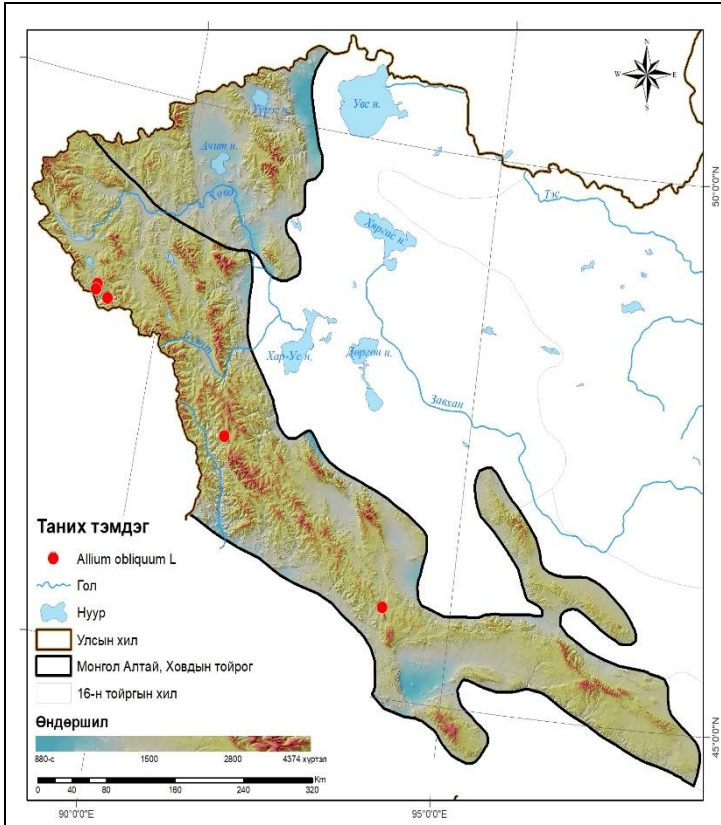 N
W E
S
Увс н.
Үүрэг н.
Ачит н.
Ховд
Тэс
50°0'0"N
Хяргас н.
Хар-Ус н.
Дөргөн н.
Завхан
Таних тэмдэг
Allium obliquum L
Гол
Нуур
Улсын хил
Монгол Алтай, Ховдын тойрог
16-н тойргын хил
Өндөршил
880-с 1500 2800 4374 хүртэл
Km
0 40 80 160 240 320
45°0'0"N
90°0'0"E 95°0'0"E